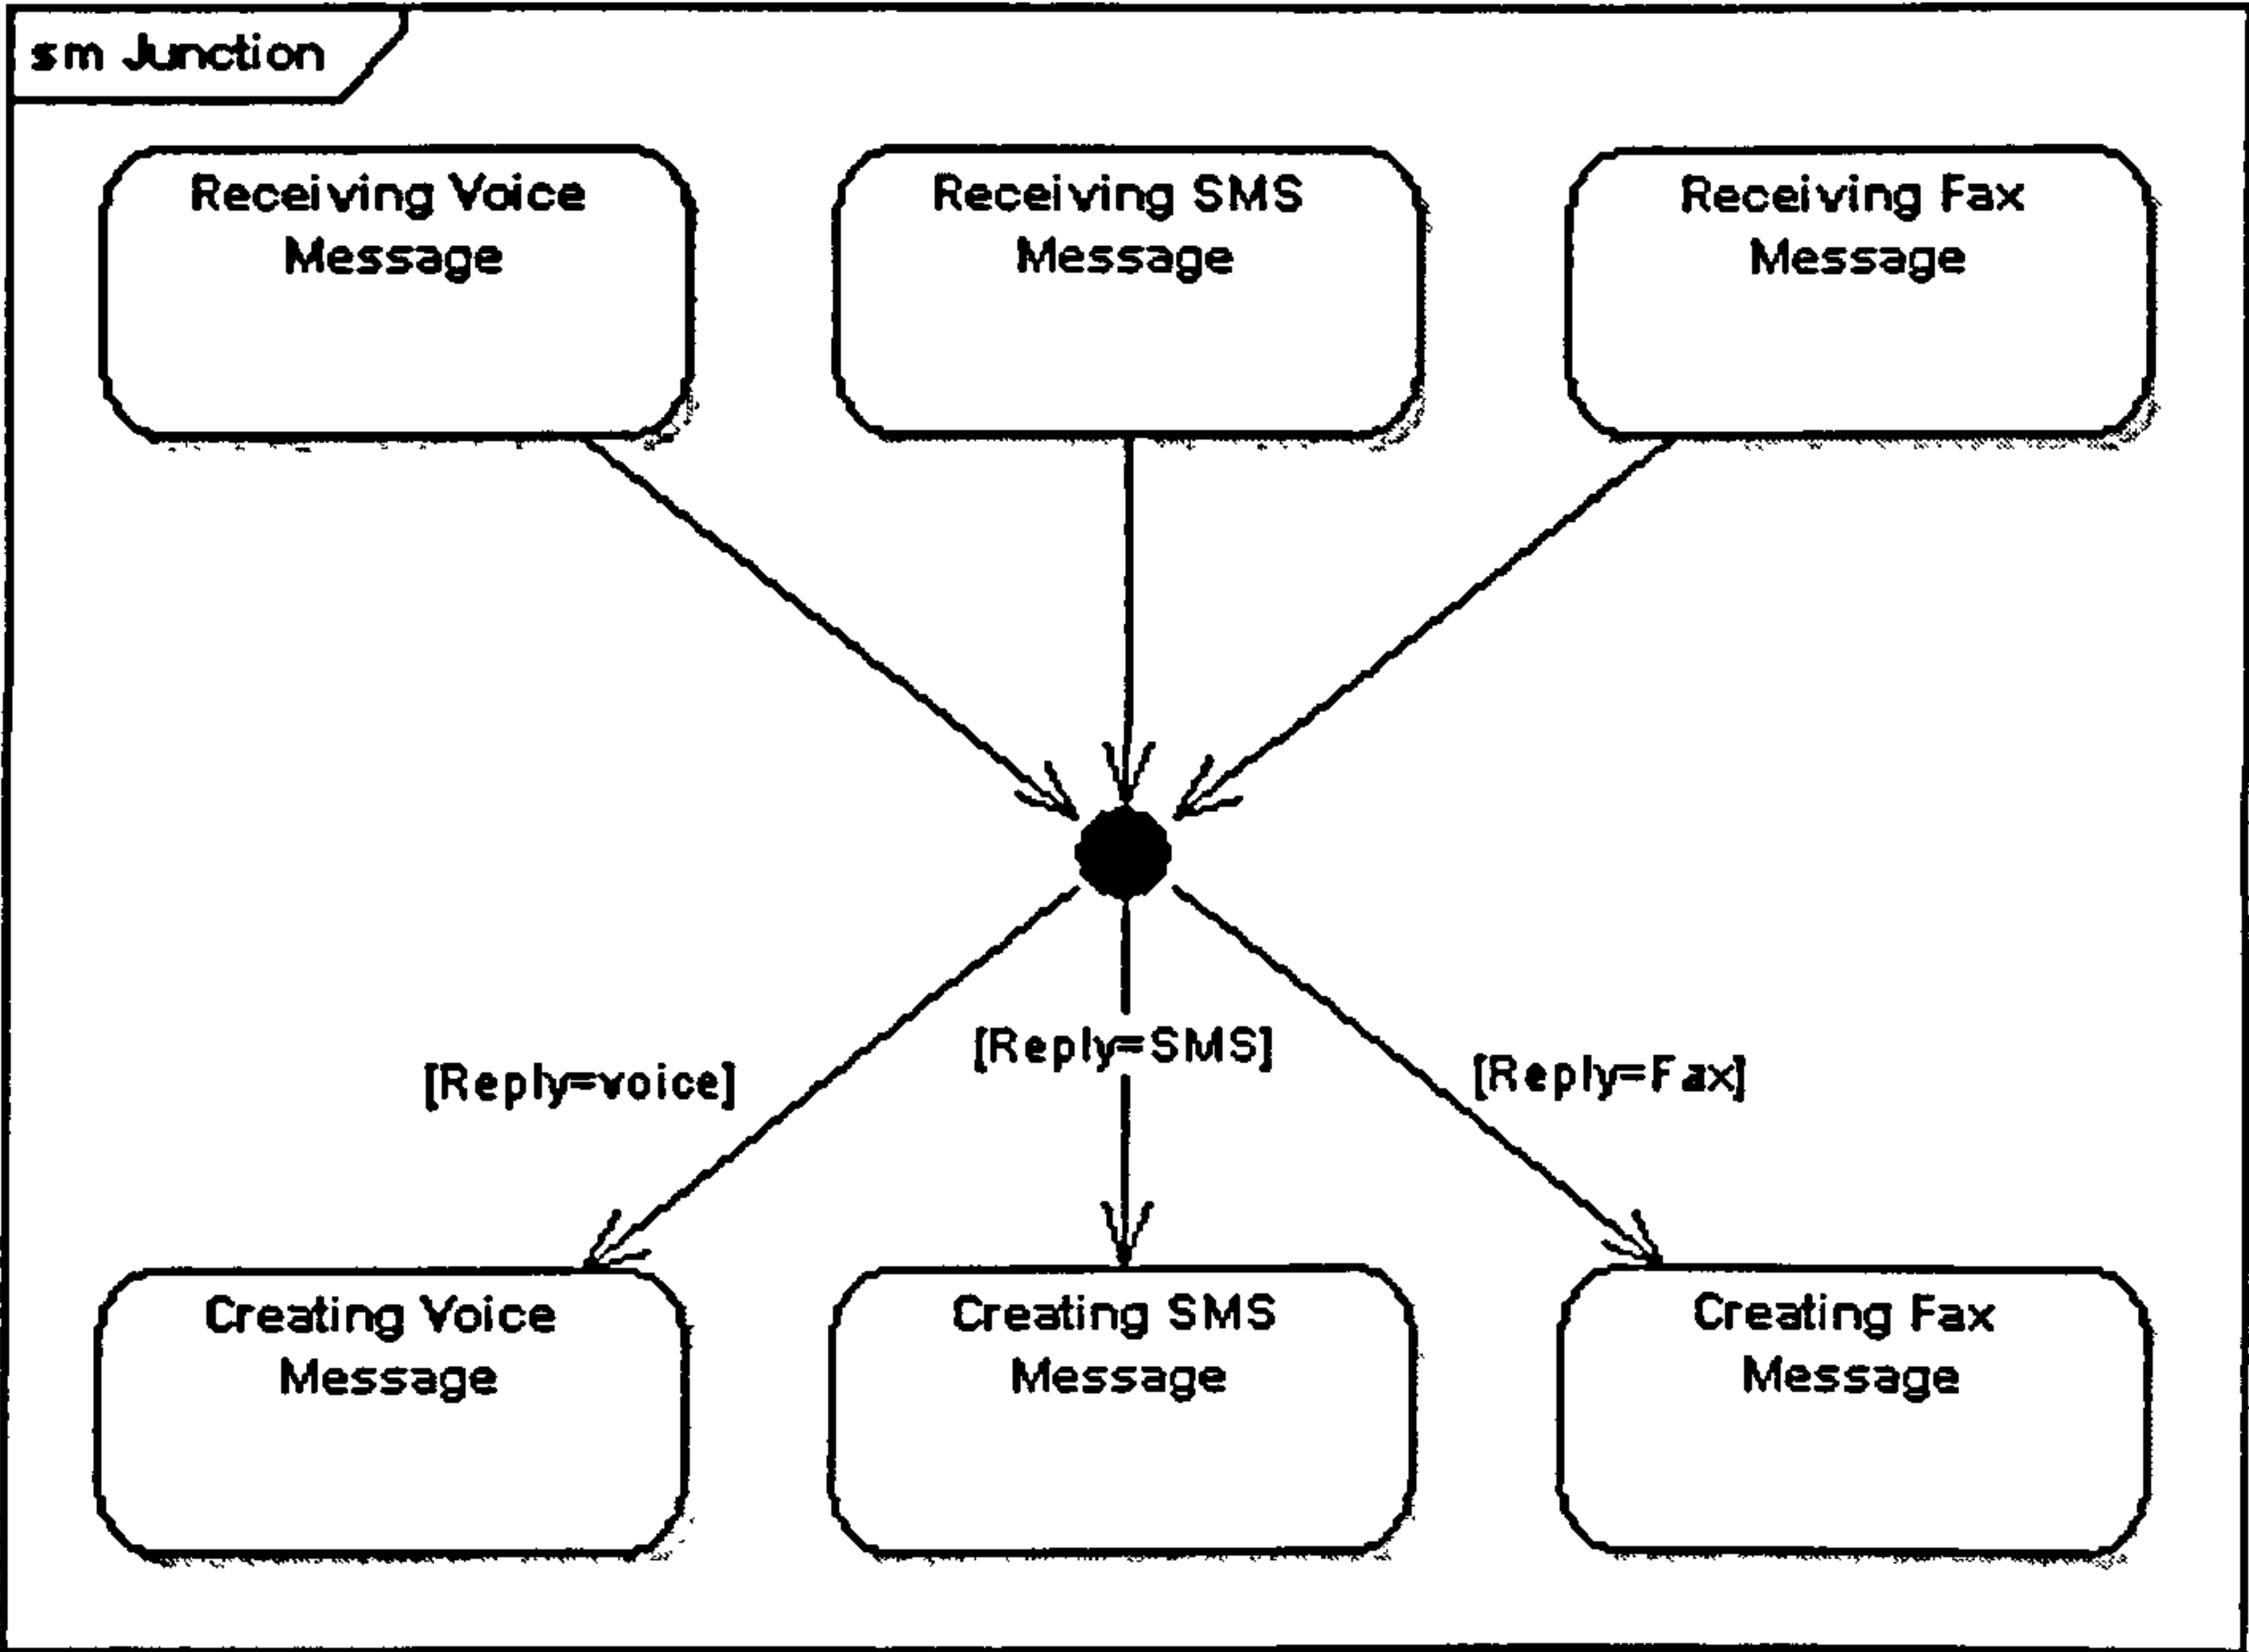 sm Junction
Receiving Voice
Message
Receiving SMS
Message
Receiving Fax
Message
[Reply=voice]
[Reply=SMS]
[Reply=Fax]
Creating Voice
Message
Creating SMS
Message
Creating Fax
Message